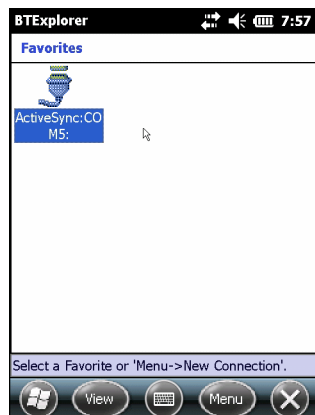 BTExplorer 7:57
Favorites
ActiveSync:CO
M5:
Select a Favorite or 'Menu->New Connection'.
View Menu